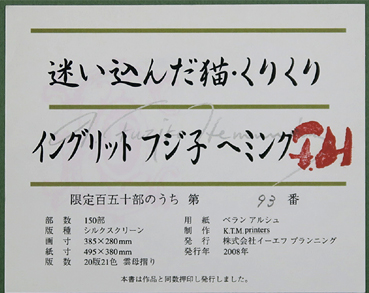 迷い込んだ猫・くりくり
イングリット フジ子 ヘミング
限定百五十部のうち 第 93 番
部 数 150部 用 紙 ベラン アルシュ
版 種 シルクスクリーン 制 作 K.T.M.printers
画 寸 385×280mm 発 行 株式会社イーエフ プランニング
紙 寸 495×380mm 発行年 2008年
版 数 20版21色 雲母摺り
本書は作品と同数押印し発行しました。